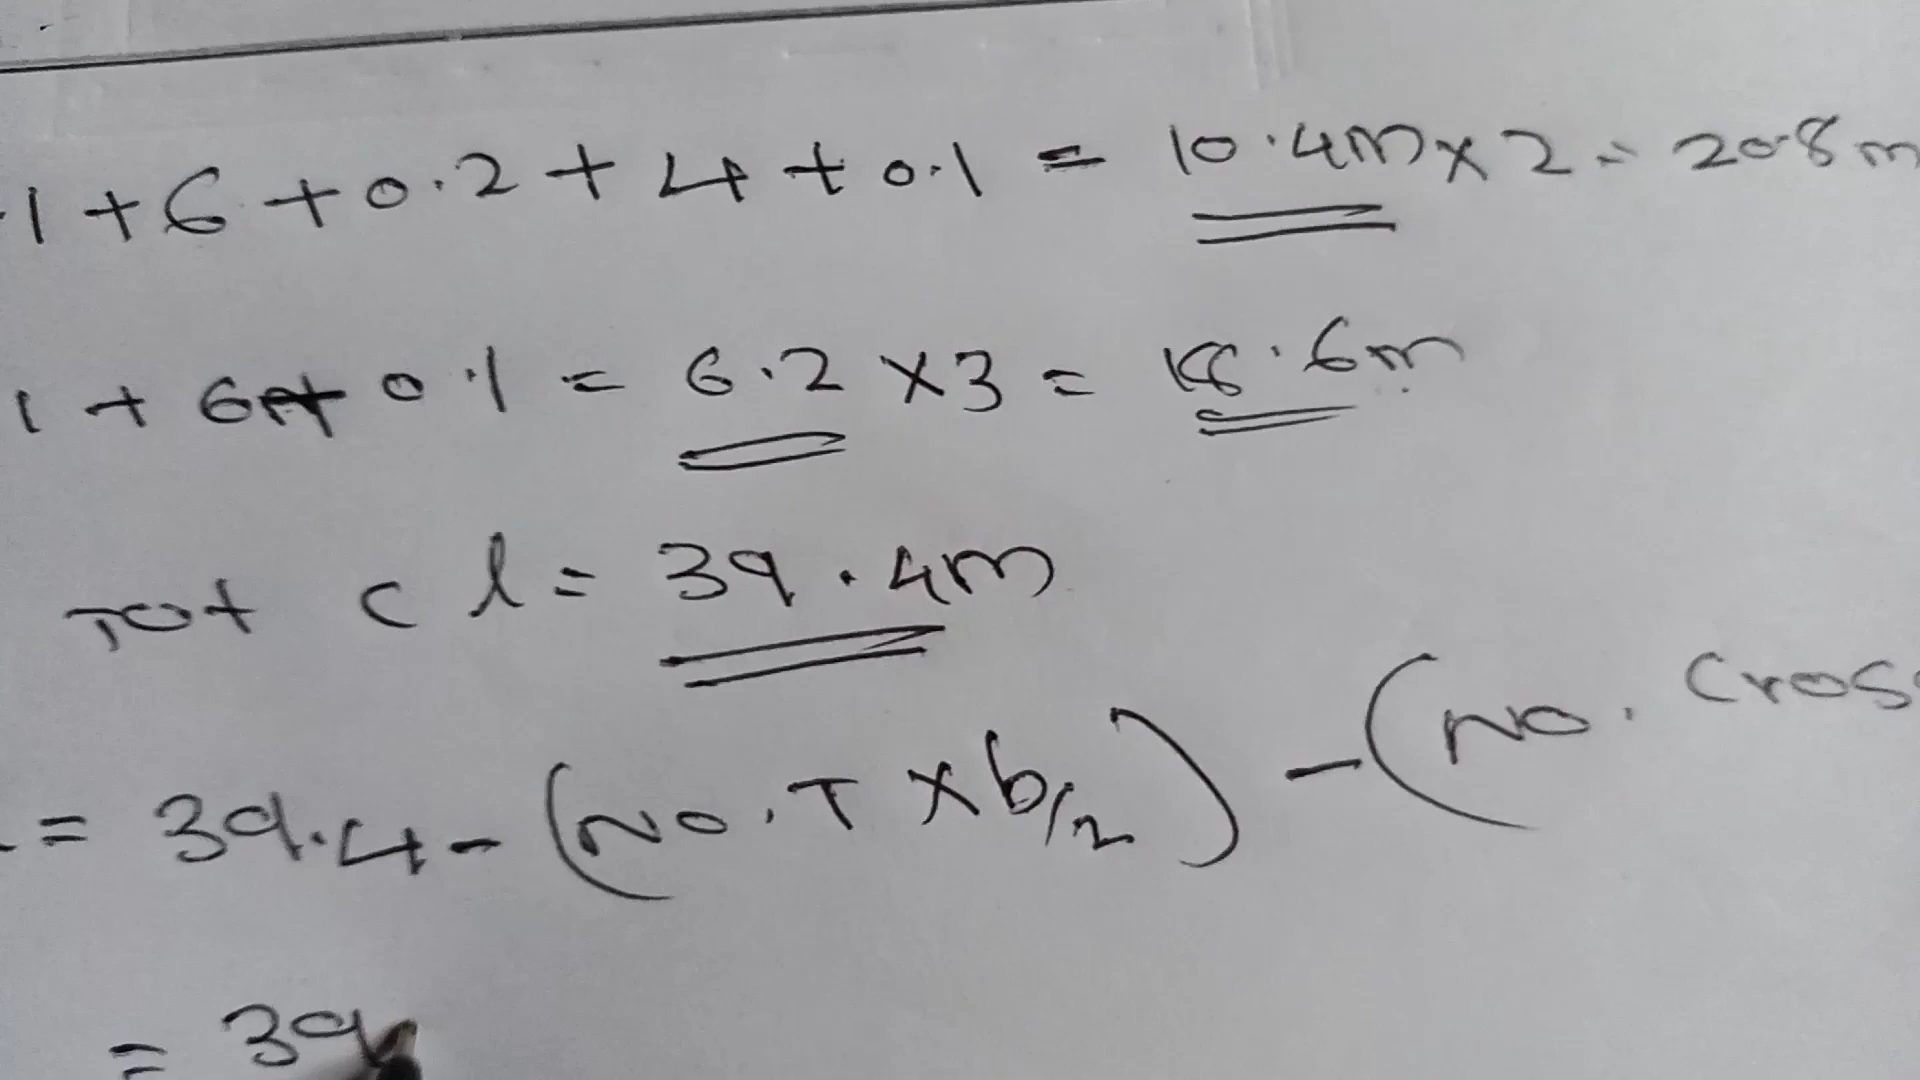 .1 + 6 + 0.2 + 4 + 0.1 = 10.4m x 2 = 20.8m
1 + 6 + 0.1 = 6.2 x 3 = 18.6m
Tot c l = 39.4m
= 39.4 - (No. T x b/2) - (No. Cros
= 39